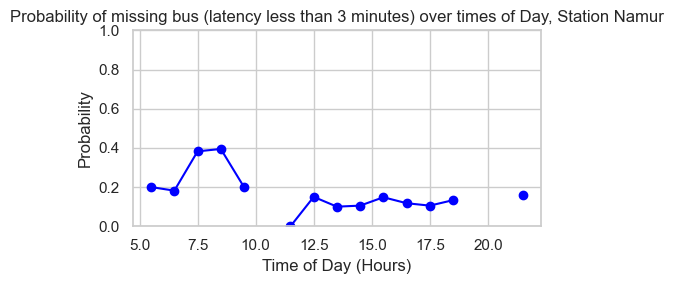 Probability of missing bus (latency less than 3 minutes) over times of Day, Station Namur
1.0
0.8
0.6
0.4
0.2
0.0
Probability
5.0 7.5 10.0 12.5 15.0 17.5 20.0
Time of Day (Hours)